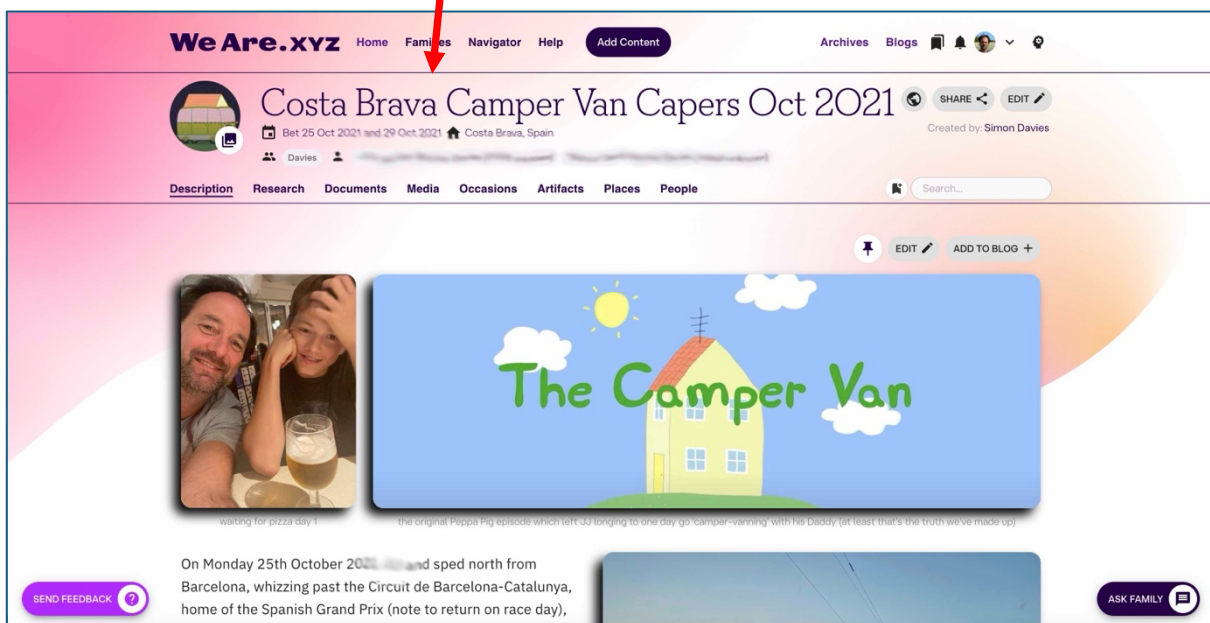 We Are.xyz Home Families Navigator Help Add Content Archives Blogs
Costa Brava Camper Van Capers Oct 2021 SHARE EDIT
Bet 25 Oct 2021 and 29 Oct 2021 Costa Brava, Spain
Created by: Simon Davies
Davies
Description Research Documents Media Occasions Artifacts Places People Search...
EDIT ADD TO BLOG +
The Camper Van
waiting for pizza day 1 the original Peppa Pig episode which left JJ longing to one day go 'camper-vanning' with his Daddy (at least that's the truth we've made up)
On Monday 25th October and sped north from
Barcelona, whizzing past the Circuit de Barcelona-Catalunya,
home of the Spanish Grand Prix (note to return on race day),
SEND FEEDBACK ?
ASK FAMILY